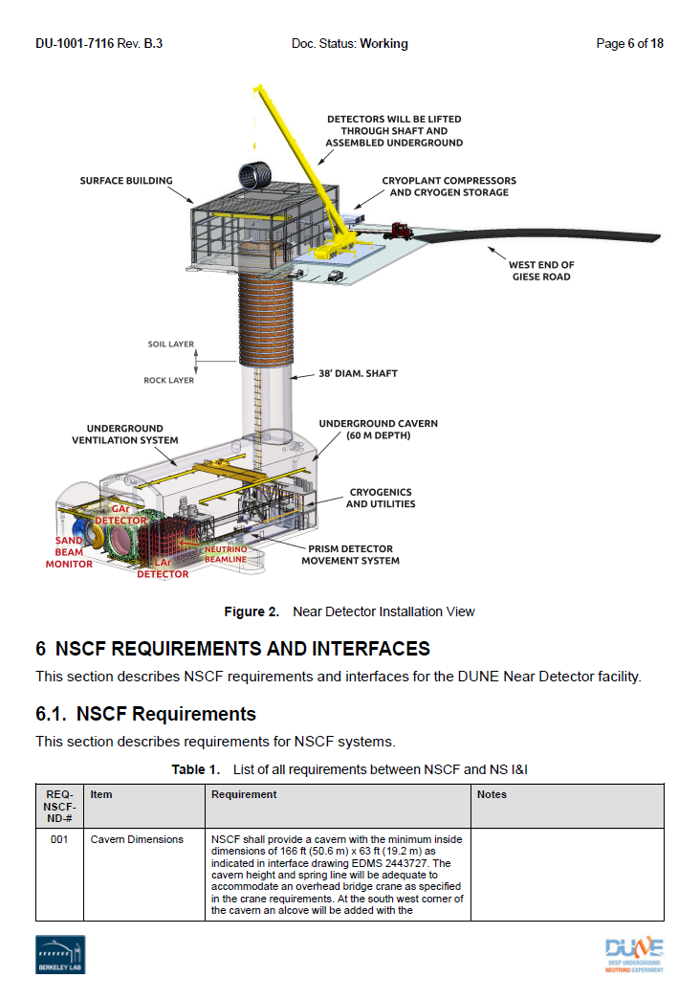 DU-1001-7116 Rev. B.3 Doc. Status: Working Page 6 of 18
DETECTORS WILL BE LIFTED
THROUGH SHAFT AND
ASSEMBLED UNDERGROUND
SURFACE BUILDING
CRYOPLANT COMPRESSORS
AND CRYOGEN STORAGE
WEST END OF
GIESE ROAD
SOIL LAYER
ROCK LAYER
38' DIAM. SHAFT
UNDERGROUND
VENTILATION SYSTEM
UNDERGROUND CAVERN
(60 M DEPTH)
CRYOGENICS
AND UTILITIES
GAr
DETECTOR
SAND
BEAM
MONITOR
NEUTRINO
BEAMLINE
LAr
DETECTOR
PRISM DETECTOR
MOVEMENT SYSTEM
Figure 2. Near Detector Installation View
6 NSCF REQUIREMENTS AND INTERFACES
This section describes NSCF requirements and interfaces for the DUNE Near Detector facility.
6.1. NSCF Requirements
This section describes requirements for NSCF systems.
Table 1. List of all requirements between NSCF and NS I&I
REQ-
NSCF-
ND-#
Item
Requirement
Notes
001
Cavern Dimensions
NSCF shall provide a cavern with the minimum inside
dimensions of 166 ft (50.6 m) x 63 ft (19.2 m) as
indicated in interface drawing EDMS 2443727. The
cavern height and spring line will be adequate to
accommodate an overhead bridge crane as specified
in the crane requirements. At the south west corner of
the cavern an alcove will be added with the
BERKELEY LAB
DUNE
DEEP UNDERGROUND
NEUTRINO EXPERIMENT